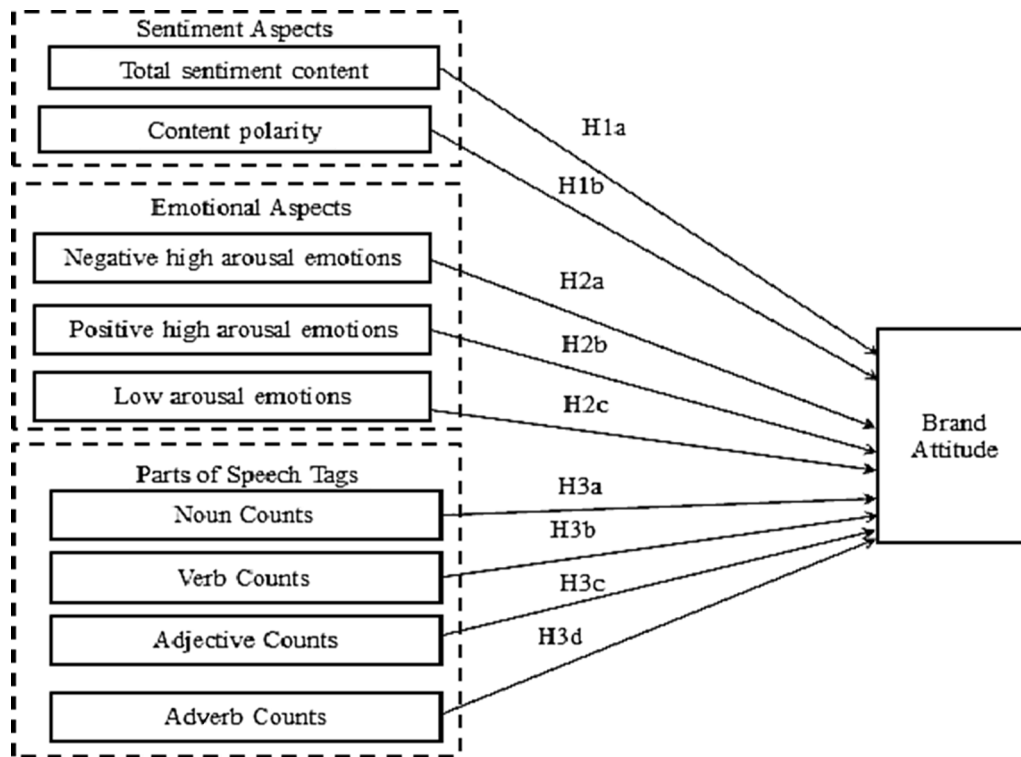 Sentiment Aspects
Total sentiment content
Content polarity
H1a
H1b
Emotional Aspects
Negative high arousal emotions
Positive high arousal emotions
Low arousal emotions
H2a
H2b
H2c
Parts of Speech Tags
Noun Counts
Verb Counts
Adjective Counts
Adverb Counts
H3a
H3b
H3c
H3d
Brand
Attitude